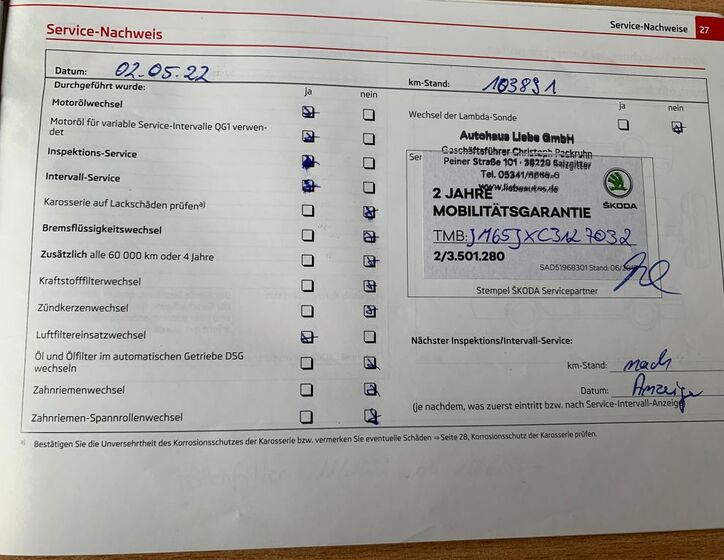 Service-Nachweise 27
Service-Nachweis
Datum: 02.05.22
km-Stand: 103891
Durchgeführt wurde:
ja nein
Motorölwechsel
Motoröl für variable Service-Intervalle QG1 verwen-
det
Inspektions-Service
Intervall-Service
Karosserie auf Lackschäden prüfen a)
Bremsflüssigkeitswechsel
Zusätzlich alle 60 000 km oder 4 Jahre
Kraftstofffilterwechsel
Zündkerzenwechsel
Luftfiltereinsatzwechsel
Öl und Ölfilter im automatischen Getriebe DSG
wechseln
Zahnriemenwechsel
Zahnriemen-Spannrollenwechsel
ja nein
Wechsel der Lambda-Sonde
Autohaus Liebe GmbH
Geschäftsführer Christoph Packruhn
Peiner Straße 101 · 38229 Salzgitter
Ser
Tel. 05341/
www.liebeautos.de
2 JAHRE
MOBILITÄTSGARANTIE
ŠKODA
TMB: JM65JXC3127032
2/3.501.280
SAD51968301 Stand: 06/
Stempel ŠKODA Servicepartner
Nächster Inspektions/Intervall-Service:
km-Stand: nach
Datum: Anzeige
(je nachdem, was zuerst eintritt bzw. nach Service-Intervall-Anzeige)
a) Bestätigen Sie die Unversehrtheit des Korrosionsschutzes der Karosserie bzw. vermerken Sie eventuelle Schäden ⇒ Seite 28, Korrosionsschutz der Karosserie prüfen.